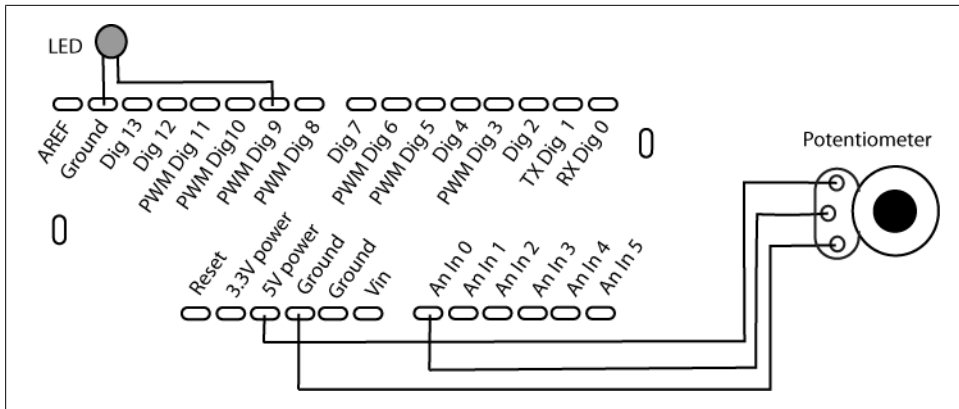 LED
AREF
Ground
Dig 13
Dig 12
PWM Dig 11
PWM Dig10
PWM Dig 9
PWM Dig 8
Dig 7
PWM Dig 6
PWM Dig 5
Dig 4
PWM Dig 3
Dig 2
TX Dig 1
RX Dig 0
Potentiometer
Reset
3.3V power
5V power
Ground
Ground
Vin
An In 0
An In 1
An In 2
An In 3
An In 4
An In 5